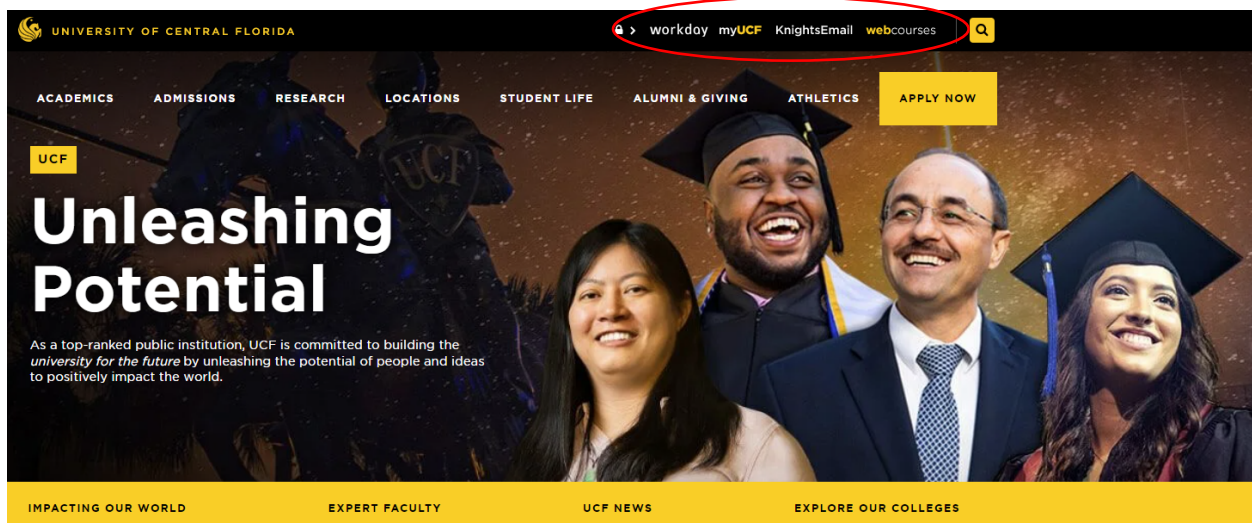 UNIVERSITY OF CENTRAL FLORIDA
workday myUCF KnightsEmail webcourses
ACADEMICS ADMISSIONS RESEARCH LOCATIONS STUDENT LIFE ALUMNI & GIVING ATHLETICS APPLY NOW
UCF
UCF
Unleashing
Potential
As a top-ranked public institution, UCF is committed to building the
university for the future by unleashing the potential of people and ideas
to positively impact the world.
IMPACTING OUR WORLD EXPERT FACULTY UCF NEWS EXPLORE OUR COLLEGES